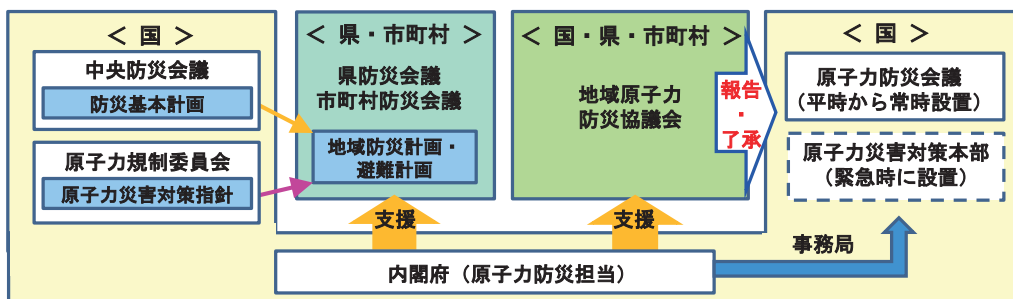 ＜ 国 ＞
中央防災会議
防災基本計画
原子力規制委員会
原子力災害対策指針
＜ 県・市町村 ＞
県防災会議
市町村防災会議
地域防災計画・
避難計画
＜ 国・県・市町村 ＞
地域原子力
防災協議会
報告
・
了承
＜ 国 ＞
原子力防災会議
（平時から常時設置）
原子力災害対策本部
（緊急時に設置）
支援
支援
事務局
内閣府（原子力防災担当）